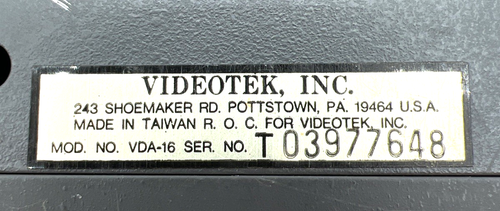 VIDEOTEK, INC.
243 SHOEMAKER RD. POTTSTOWN, PA. 19464 U.S.A.
MADE IN TAIWAN R. O. C. FOR VIDEOTEK, INC.
MOD. NO. VDA-16 SER. NO. T 03977648